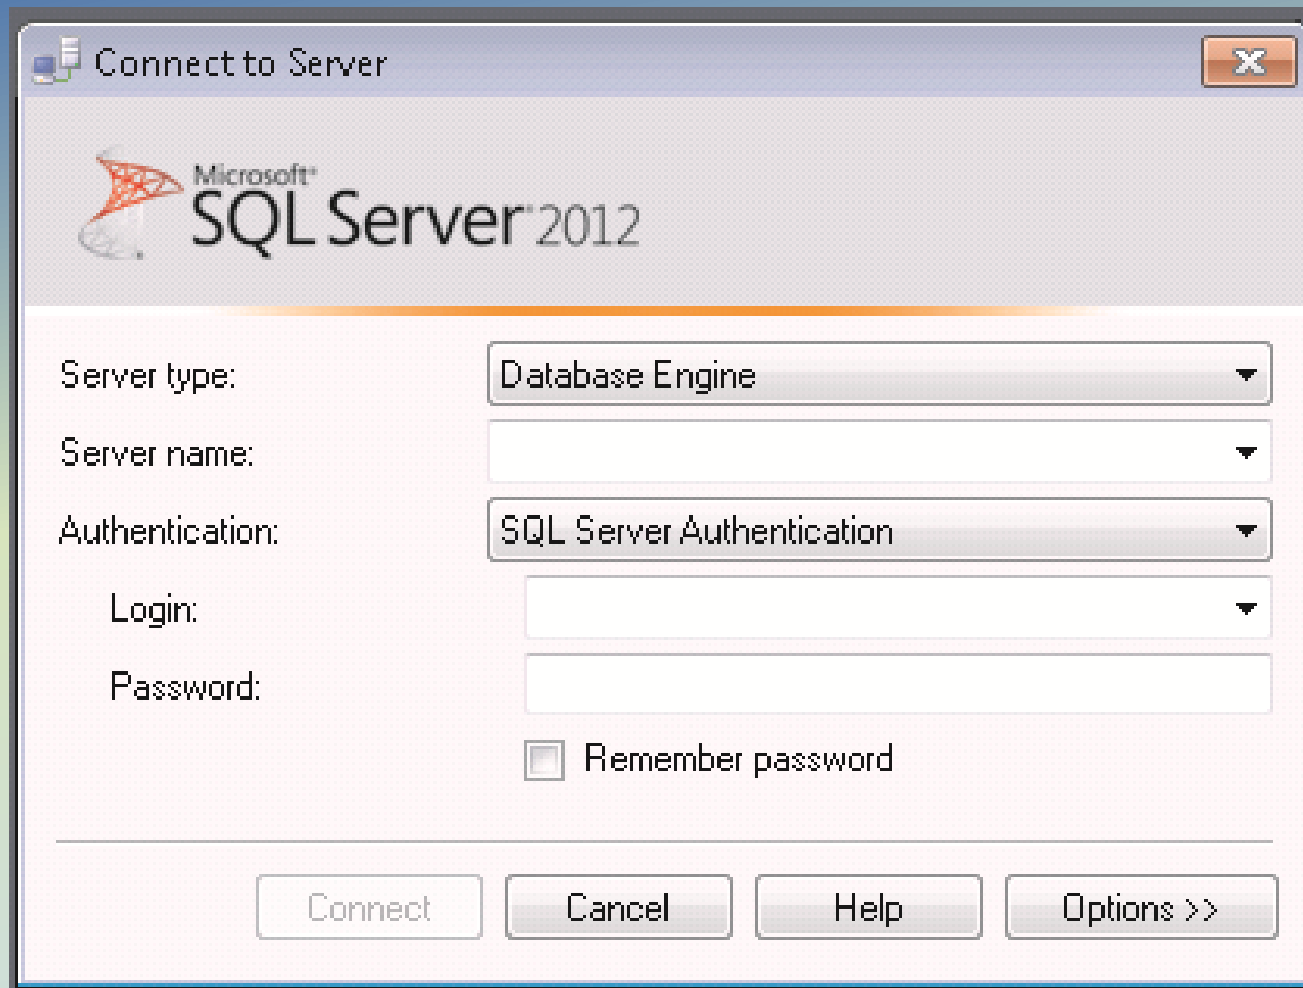 Connect to Server
Microsoft®
SQL Server® 2012
Server type: Database Engine
Server name:
Authentication: SQL Server Authentication
Login:
Password:
Remember password
Connect Cancel Help Options >>